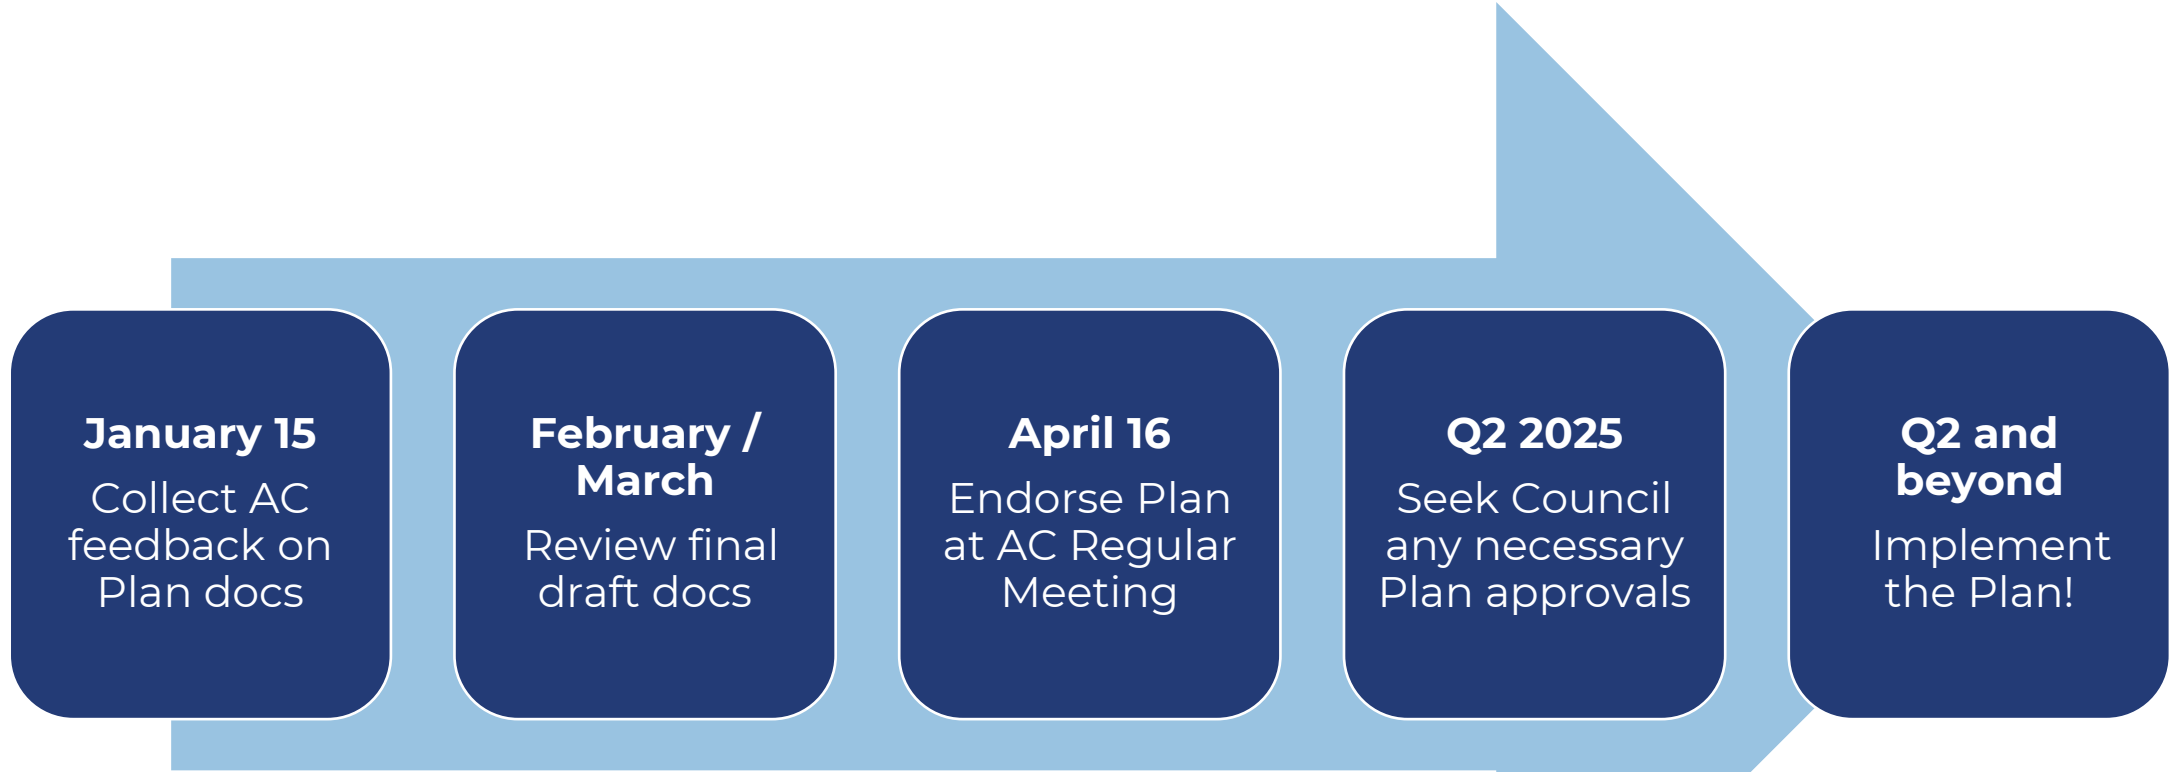 January 15
Collect AC
feedback on
Plan docs
February /
March
Review final
draft docs
April 16
Endorse Plan
at AC Regular
Meeting
Q2 2025
Seek Council
any necessary
Plan approvals
Q2 and
beyond
Implement
the Plan!